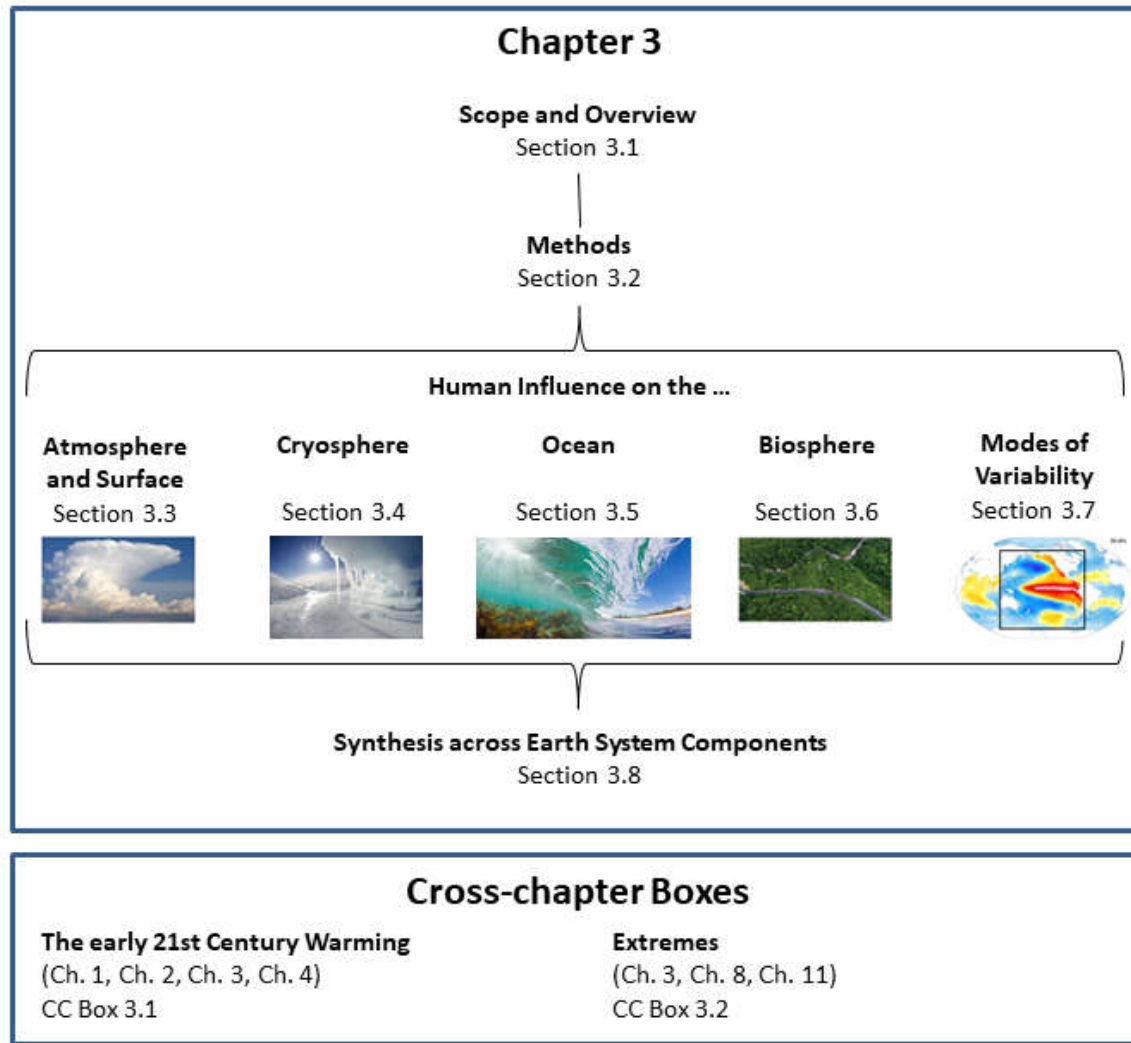 Chapter 3
Scope and Overview
Section 3.1
Methods
Section 3.2
Human Influence on the ...
Atmosphere
and Surface
Section 3.3
Cryosphere
Section 3.4
Ocean
Section 3.5
Biosphere
Section 3.6
Modes of
Variability
Section 3.7
Synthesis across Earth System Components
Section 3.8
Cross-chapter Boxes
The early 21st Century Warming
(Ch. 1, Ch. 2, Ch. 3, Ch. 4)
CC Box 3.1
Extremes
(Ch. 3, Ch. 8, Ch. 11)
CC Box 3.2